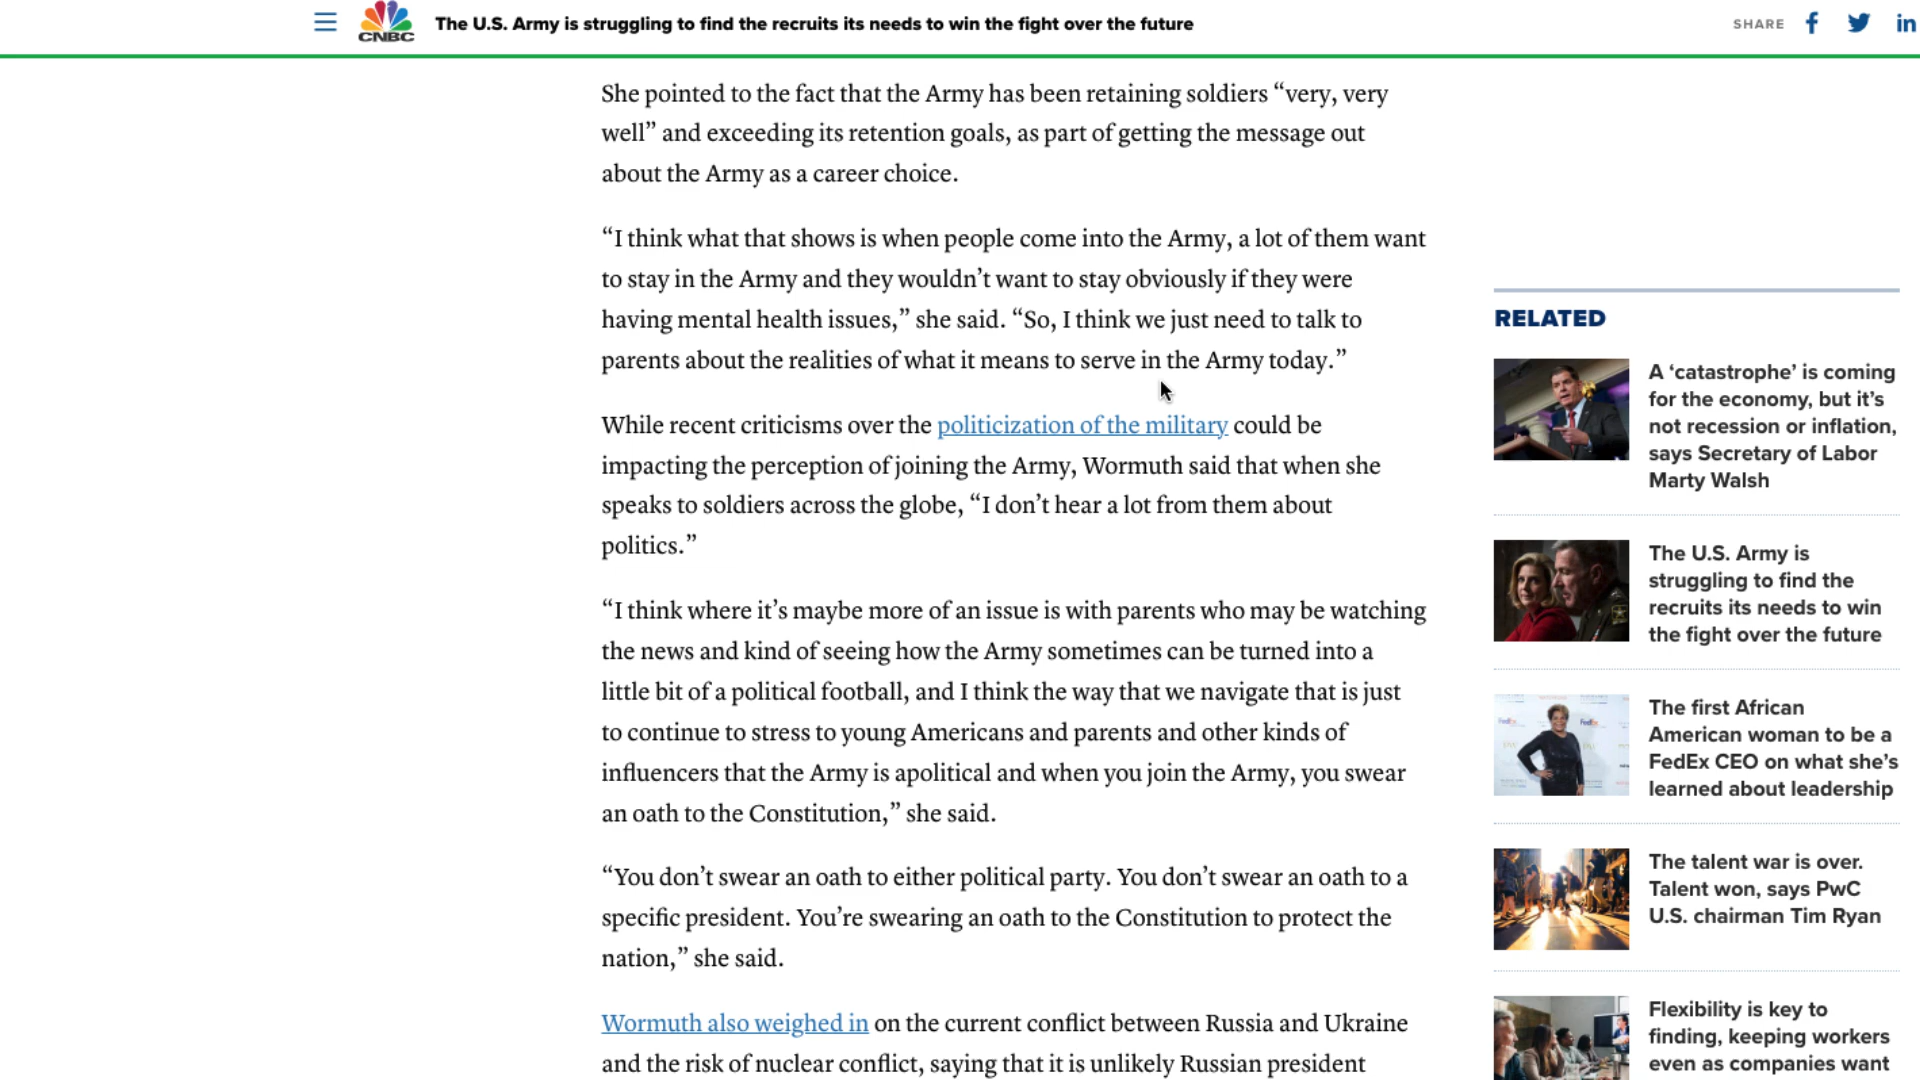 CNBC
The U.S. Army is struggling to find the recruits its needs to win the fight over the future
SHARE
She pointed to the fact that the Army has been retaining soldiers “very, very
well” and exceeding its retention goals, as part of getting the message out
about the Army as a career choice.
“I think what that shows is when people come into the Army, a lot of them want
to stay in the Army and they wouldn’t want to stay obviously if they were
having mental health issues,” she said. “So, I think we just need to talk to
parents about the realities of what it means to serve in the Army today.”
While recent criticisms over the politicization of the military could be
impacting the perception of joining the Army, Wormuth said that when she
speaks to soldiers across the globe, “I don’t hear a lot from them about
politics.”
“I think where it’s maybe more of an issue is with parents who may be watching
the news and kind of seeing how the Army sometimes can be turned into a
little bit of a political football, and I think the way that we navigate that is just
to continue to stress to young Americans and parents and other kinds of
influencers that the Army is apolitical and when you join the Army, you swear
an oath to the Constitution,” she said.
“You don’t swear an oath to either political party. You don’t swear an oath to a
specific president. You’re swearing an oath to the Constitution to protect the
nation,” she said.
Wormuth also weighed in on the current conflict between Russia and Ukraine
and the risk of nuclear conflict, saying that it is unlikely Russian president
RELATED
A ‘catastrophe’ is coming
for the economy, but it’s
not recession or inflation,
says Secretary of Labor
Marty Walsh
The U.S. Army is
struggling to find the
recruits its needs to win
the fight over the future
FedEx
FedEx
The first African
American woman to be a
FedEx CEO on what she’s
learned about leadership
The talent war is over.
Talent won, says PwC
U.S. chairman Tim Ryan
Flexibility is key to
finding, keeping workers
even as companies want